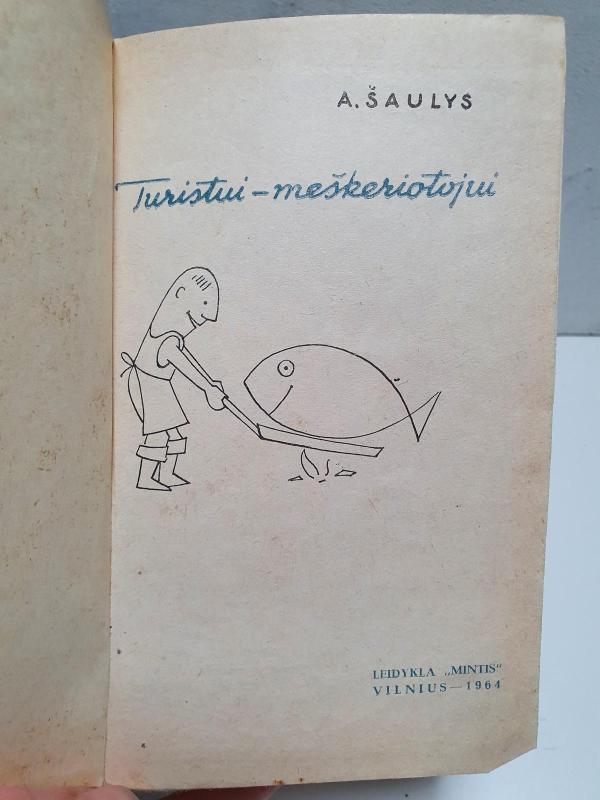 A. ŠAULYS
Turistui – meškeriotojui
LEIDYKLA „MINTIS“
VILNIUS — 1964